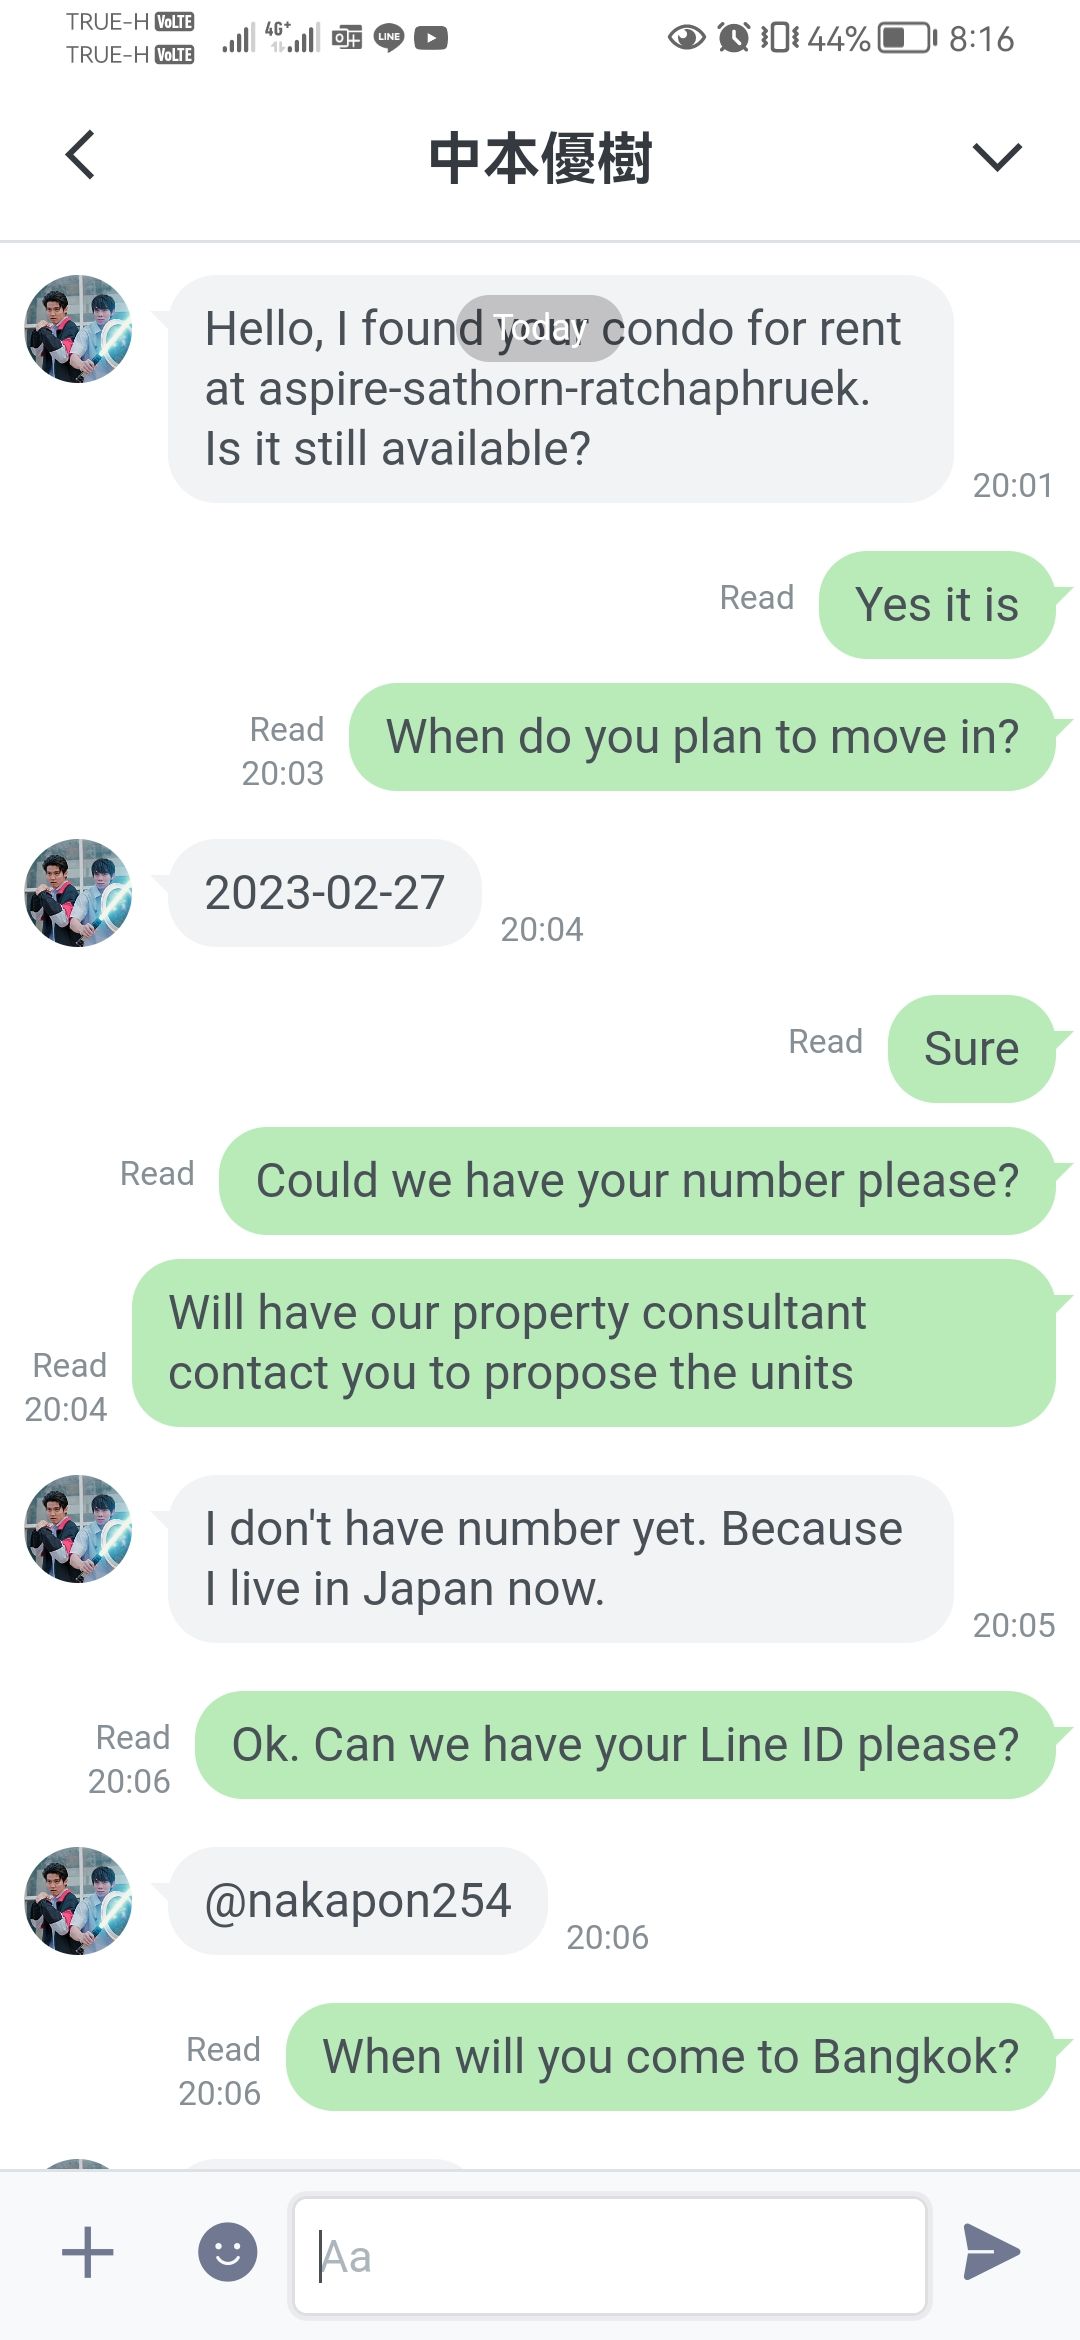 TRUE-H VoLTE
TRUE-H VoLTE
4G+
LINE
44%
8:16
中本優樹
Today
Hello, I found your condo for rent
at aspire-sathorn-ratchaphruek.
Is it still available?
20:01
Read
Yes it is
Read
20:03
When do you plan to move in?
2023-02-27
20:04
Read
Sure
Read
Could we have your number please?
Read
20:04
Will have our property consultant
contact you to propose the units
I don't have number yet. Because
I live in Japan now.
20:05
Read
20:06
Ok. Can we have your Line ID please?
@nakapon254
20:06
Read
20:06
When will you come to Bangkok?
Aa